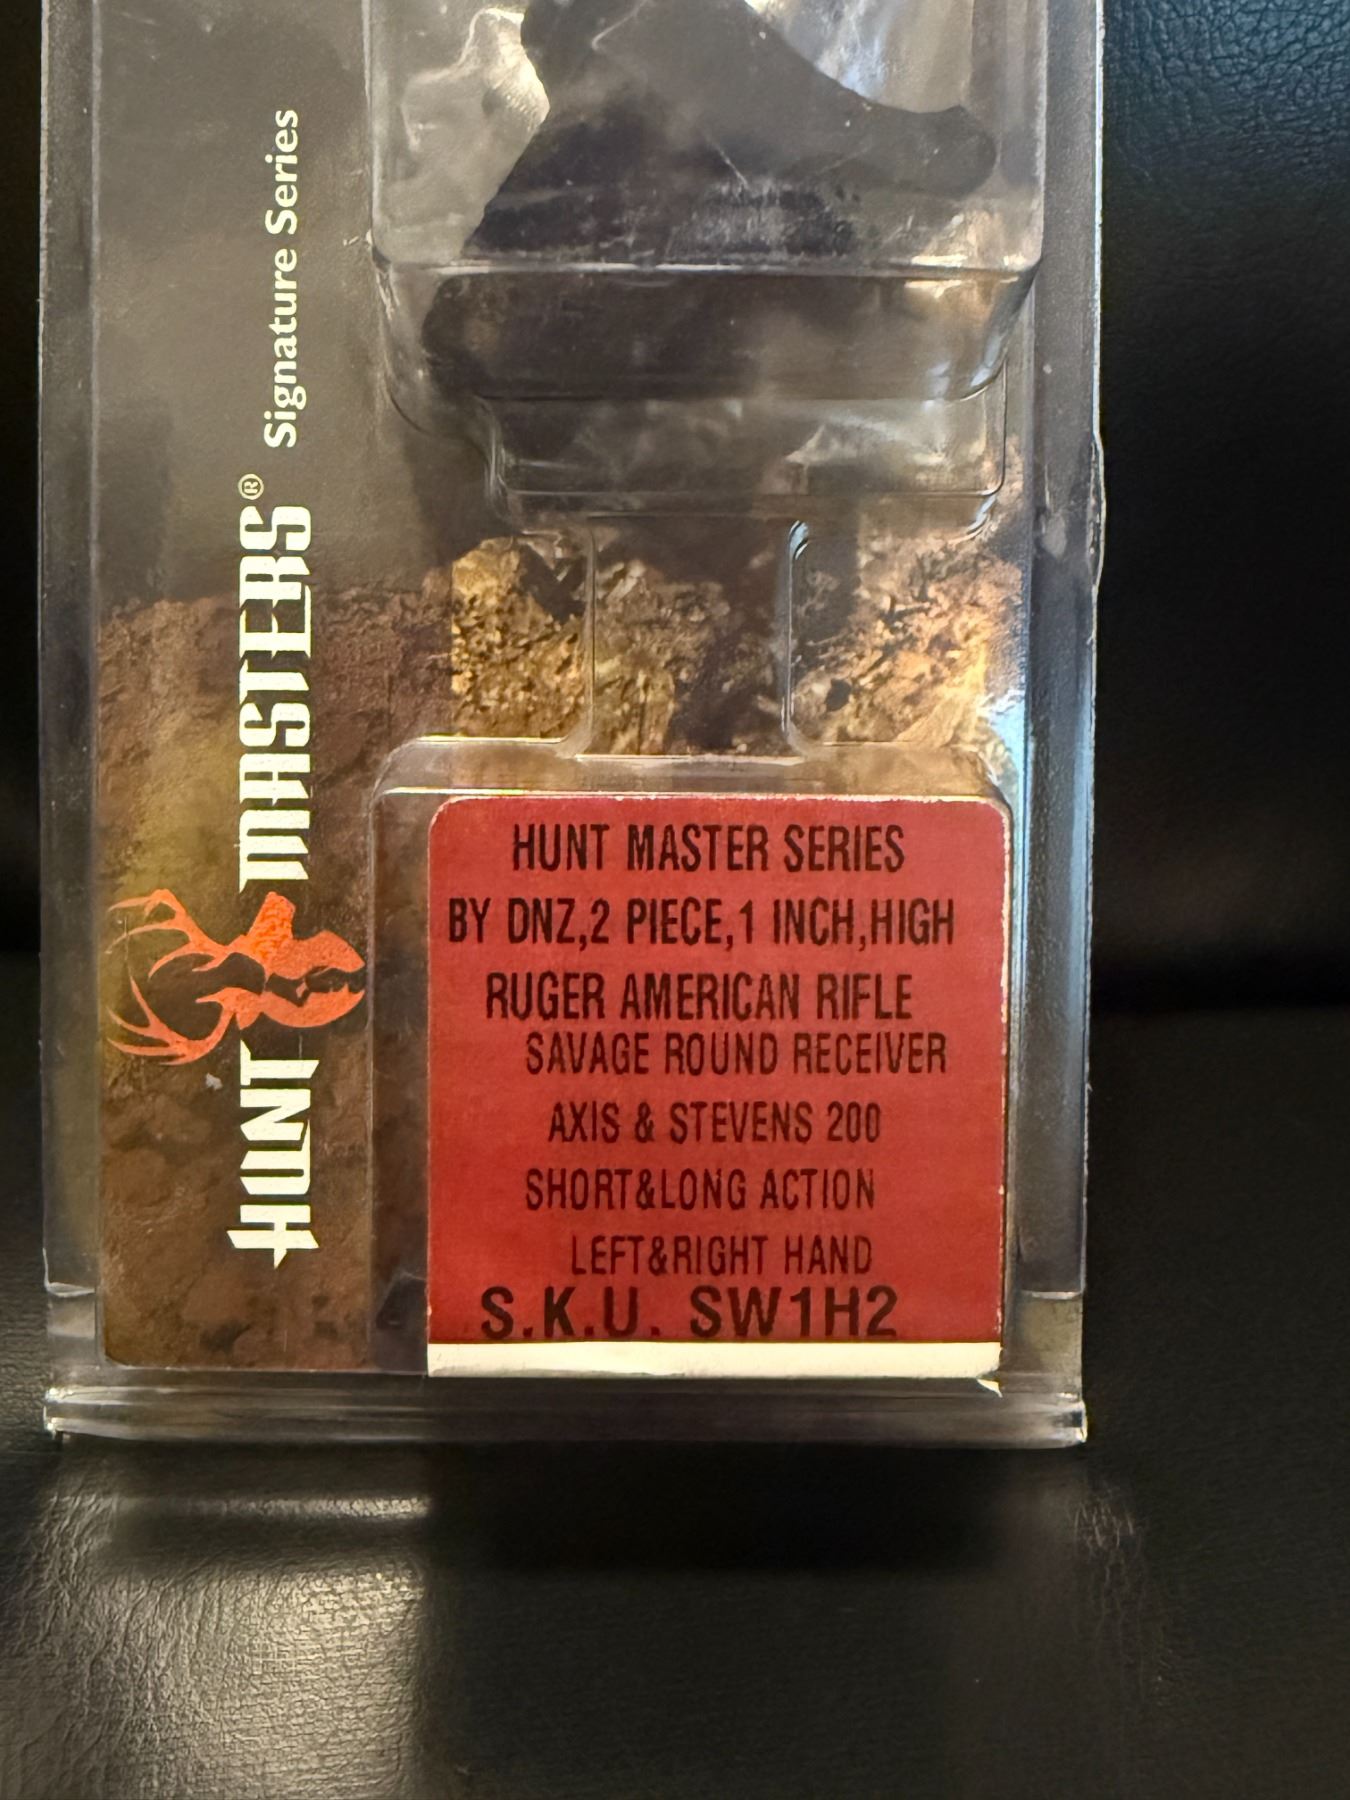 HUNT MASTERS® Signature Series
HUNT MASTER SERIES
BY DNZ,2 PIECE,1 INCH,HIGH
RUGER AMERICAN RIFLE
SAVAGE ROUND RECEIVER
AXIS & STEVENS 200
SHORT&LONG ACTION
LEFT&RIGHT HAND
S.K.U. SW1H2